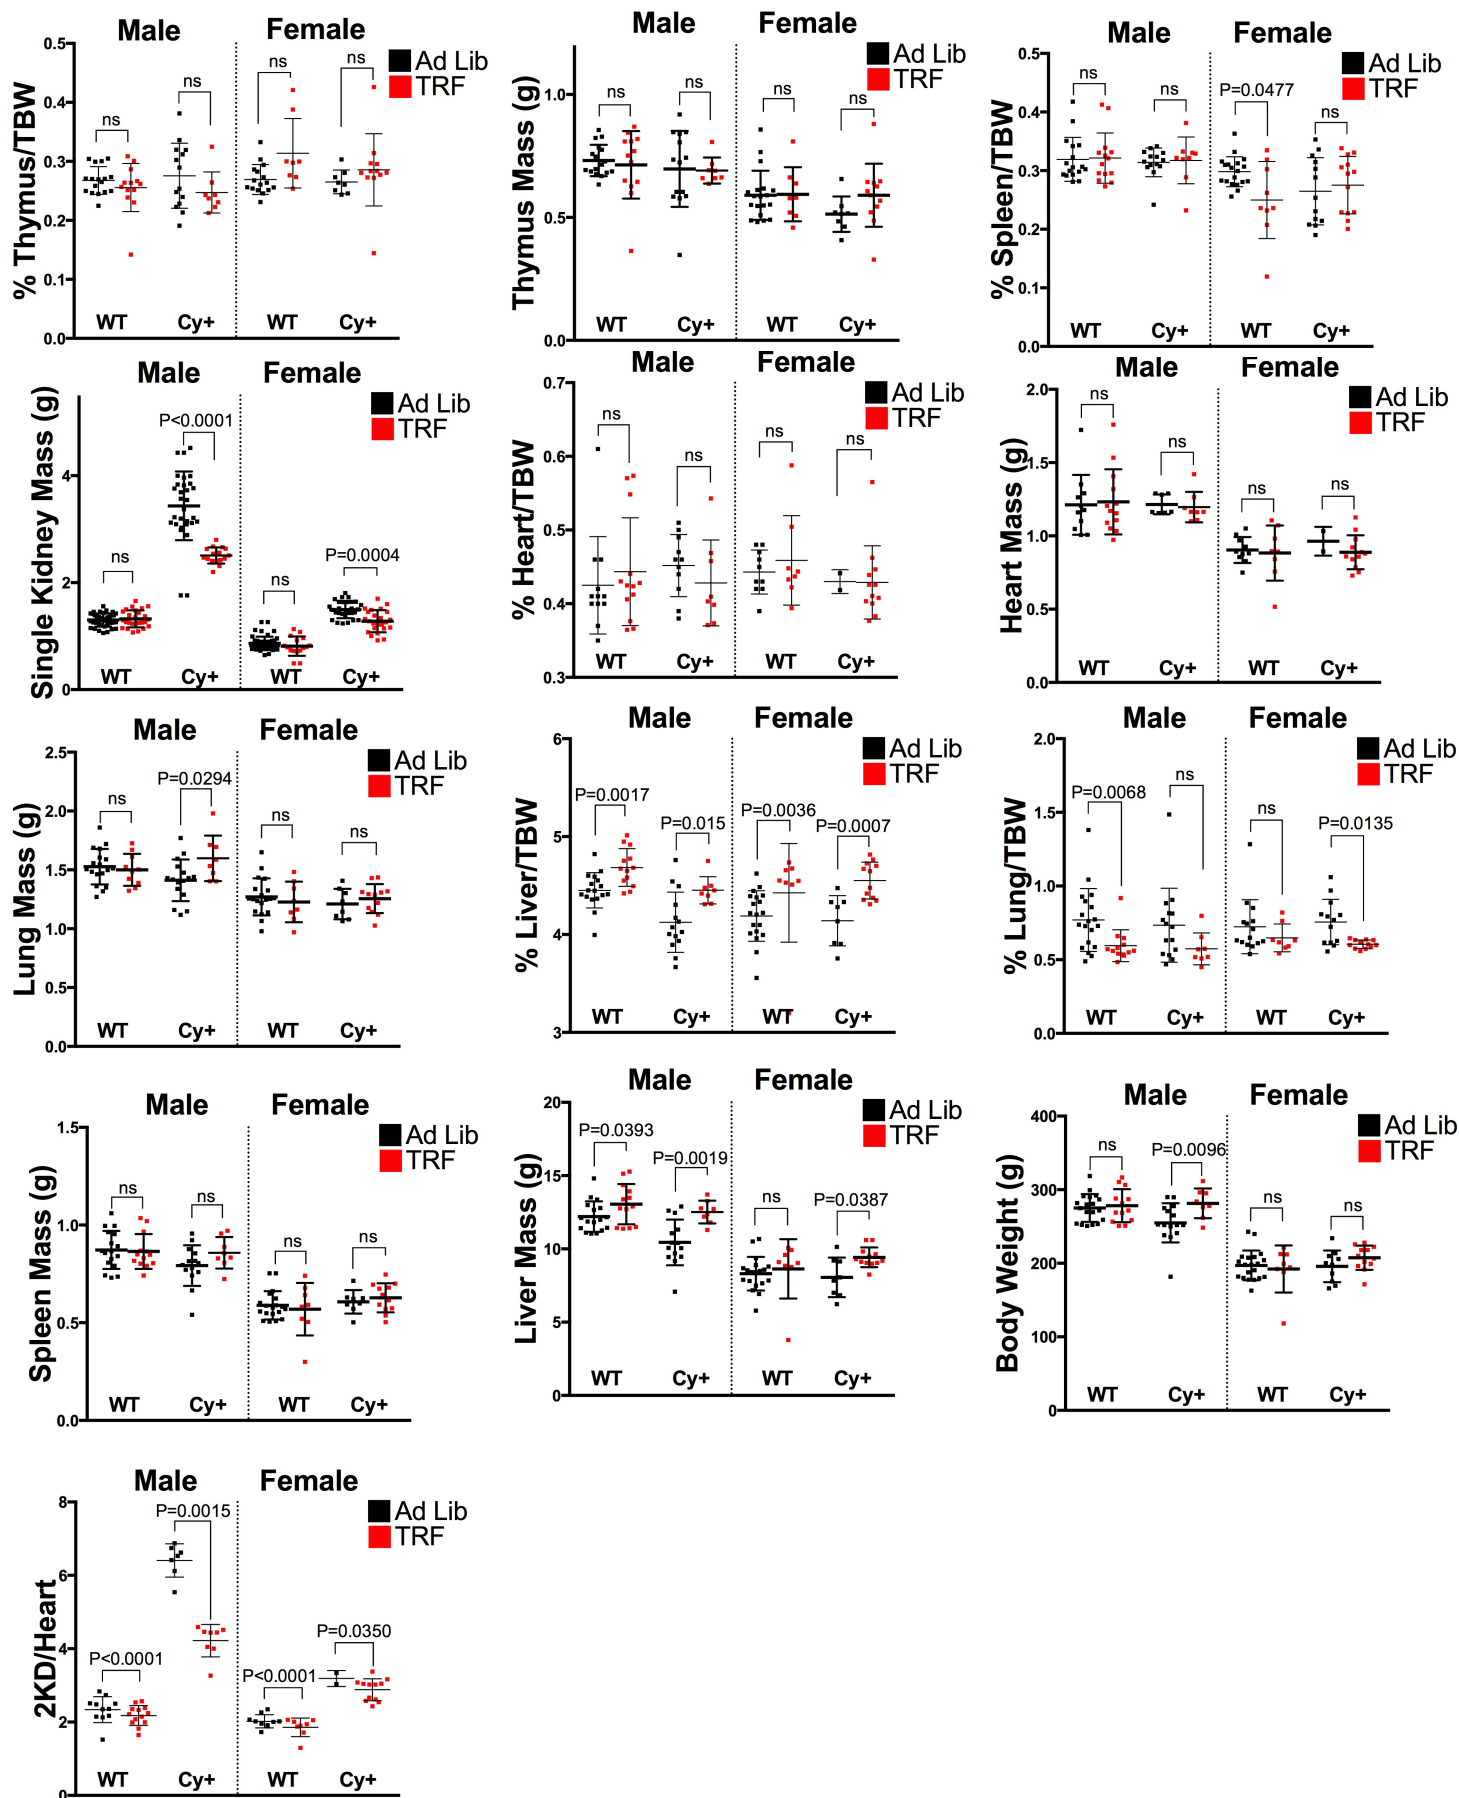 Male Female
Ad Lib
TRF
% Thymus/TBW
0.5
0.4
0.3
0.2
0.1
0.0
ns ns ns ns
WT Cy+ WT Cy+
Male Female
Ad Lib
TRF
Thymus Mass (g)
1.0
0.5
0.0
ns ns ns ns
WT Cy+ WT Cy+
Male Female
Ad Lib
TRF
% Spleen/TBW
0.5
0.4
0.3
0.2
0.1
0.0
ns ns P=0.0477 ns
WT Cy+ WT Cy+
Male Female
Ad Lib
TRF
Single Kidney Mass (g)
4
2
0
ns P<0.0001 ns P=0.0004
WT Cy+ WT Cy+
Male Female
Ad Lib
TRF
% Heart/TBW
0.7
0.6
0.5
0.4
0.3
ns ns ns ns
WT Cy+ WT Cy+
Male Female
Ad Lib
TRF
Heart Mass (g)
2.0
1.5
1.0
0.5
0.0
ns ns ns ns
WT Cy+ WT Cy+
Male Female
Ad Lib
TRF
Lung Mass (g)
2.5
2.0
1.5
1.0
0.5
0.0
ns P=0.0294 ns ns
WT Cy+ WT Cy+
Male Female
Ad Lib
TRF
% Liver/TBW
6
5
4
3
P=0.0017 P=0.015 P=0.0036 P=0.0007
WT Cy+ WT Cy+
Male Female
Ad Lib
TRF
% Lung/TBW
2.0
1.5
1.0
0.5
0.0
P=0.0068 ns ns P=0.0135
WT Cy+ WT Cy+
Male Female
Ad Lib
TRF
Spleen Mass (g)
1.5
1.0
0.5
0.0
ns ns ns ns
WT Cy+ WT Cy+
Male Female
Ad Lib
TRF
Liver Mass (g)
20
15
10
5
0
P=0.0393 P=0.0019 ns P=0.0387
WT Cy+ WT Cy+
Male Female
Ad Lib
TRF
Body Weight (g)
400
300
200
100
0
ns P=0.0096 ns ns
WT Cy+ WT Cy+
Male Female
Ad Lib
TRF
2KD/Heart
8
6
4
2
0
P<0.0001 P=0.0015 P<0.0001 P=0.0350
WT Cy+ WT Cy+